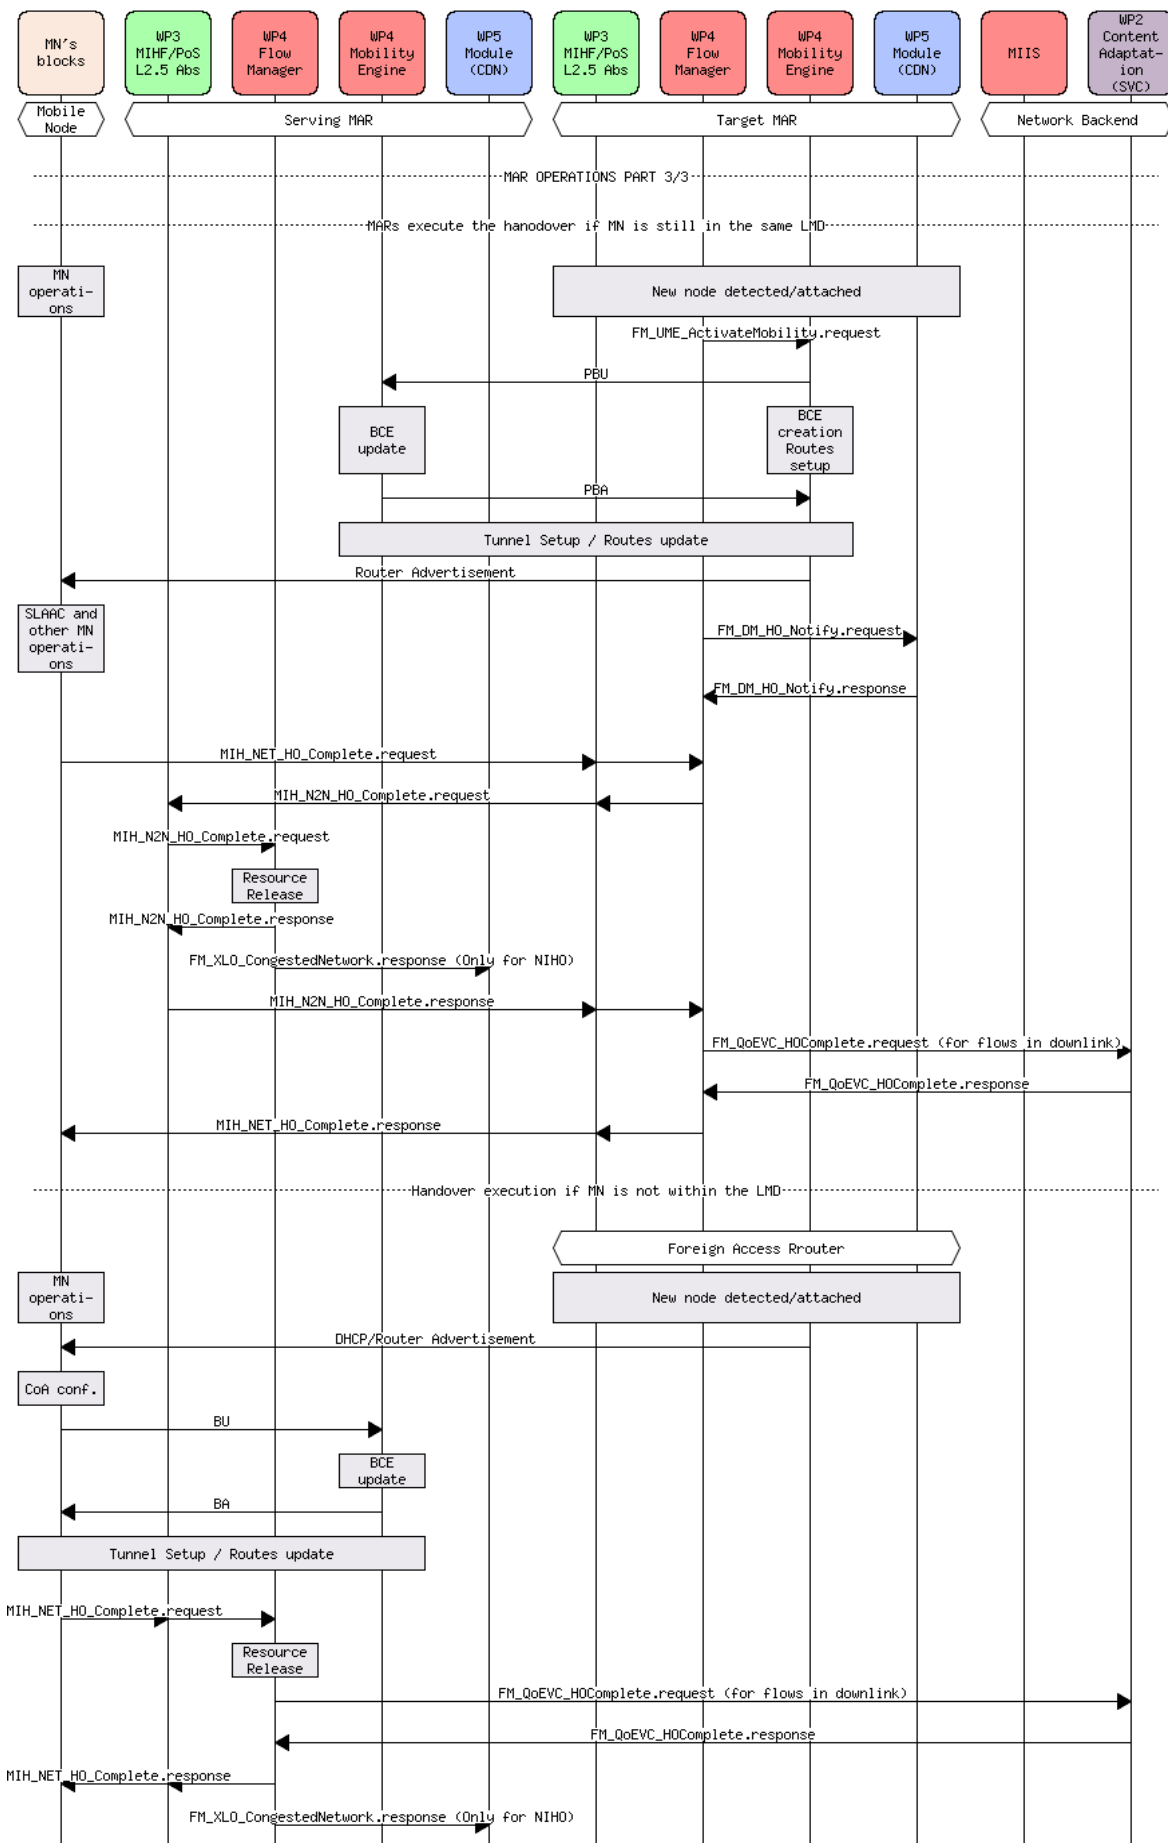 MN's
blocks
WP3
MIHF/PoS
L2.5 Abs
WP4
Flow
Manager
WP4
Mobility
Engine
WP5
Module
(CDN)
WP3
MIHF/PoS
L2.5 Abs
WP4
Flow
Manager
WP4
Mobility
Engine
WP5
Module
(CDN)
MIIS
WP2
Content
Adaptat-
ion
(SVC)
Mobile
Node
Serving MAR
Target MAR
Network Backend
MAR OPERATIONS PART 3/3
MARs execute the hanodover if MN is still in the same LMD
MN
operati-
ons
New node detected/attached
FM_UME_ActivateMobility.request
PBU
BCE
update
BCE
creation
Routes
setup
PBA
Tunnel Setup / Routes update
Router Advertisement
SLAAC and
other MN
operati-
ons
FM_DM_HO_Notify.request
FM_DM_HO_Notify.response
MIH_NET_HO_Complete.request
MIH_N2N_HO_Complete.request
MIH_N2N_HO_Complete.request
Resource
Release
MIH_N2N_HO_Complete.response
FM_XLO_CongestedNetwork.response (Only for NIHO)
MIH_N2N_HO_Complete.response
FM_QoEVC_HOComplete.request (for flows in downlink)
FM_QoEVC_HOComplete.response
MIH_NET_HO_Complete.response
Handover execution if MN is not within the LMD
Foreign Access Rrouter
MN
operati-
ons
New node detected/attached
DHCP/Router Advertisement
CoA conf.
BU
BCE
update
BA
Tunnel Setup / Routes update
MIH_NET_HO_Complete.request
Resource
Release
FM_QoEVC_HOComplete.request (for flows in downlink)
FM_QoEVC_HOComplete.response
MIH_NET_HO_Complete.response
FM_XLO_CongestedNetwork.response (Only for NIHO)